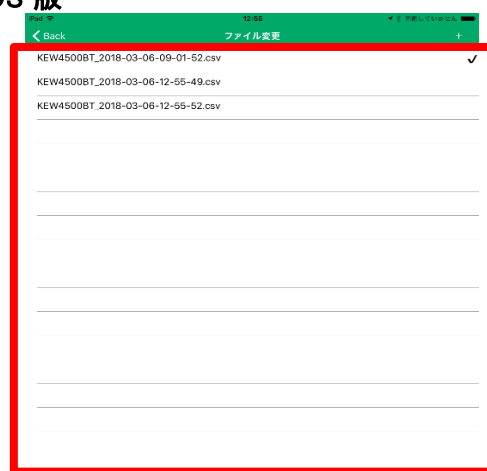 OS 版
iPad 12:55 充電していません
Back ファイル変更 +
KEW4500BT_2018-03-06-09-01-52.csv
KEW4500BT_2018-03-06-12-55-49.csv
KEW4500BT_2018-03-06-12-55-52.csv